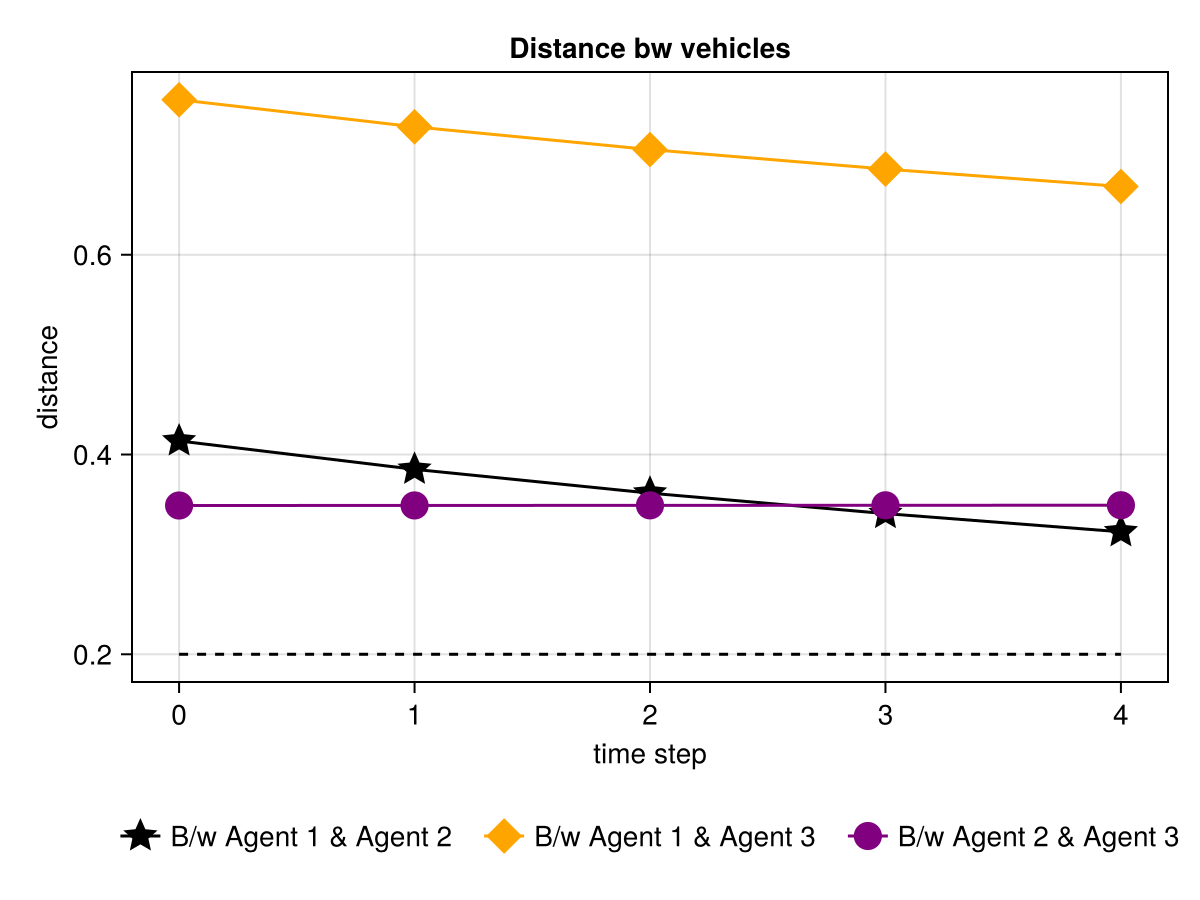 Distance bw vehicles
distance
0.6
0.4
0.2
0 1 2 3 4
time step
B/w Agent 1 & Agent 2 B/w Agent 1 & Agent 3 B/w Agent 2 & Agent 3